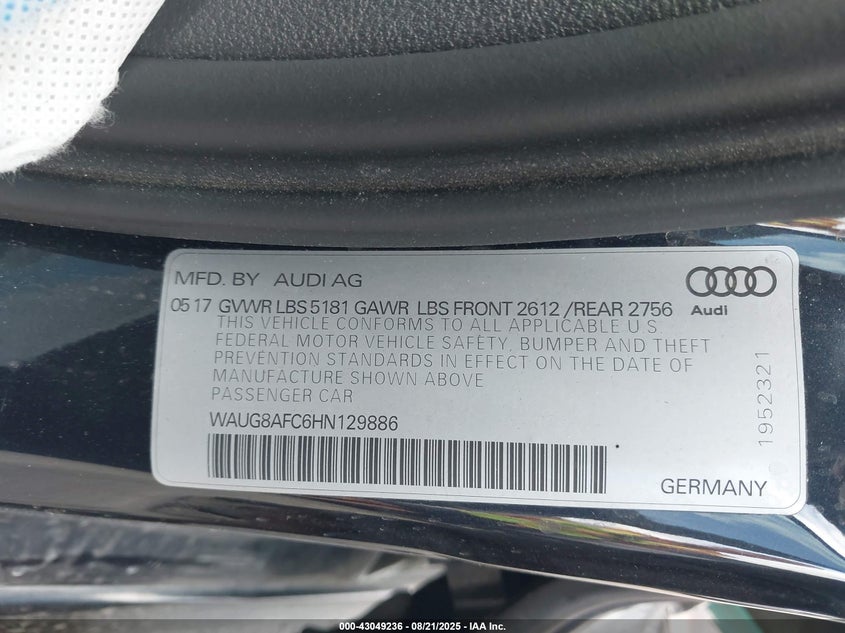 MFD. BY AUDI AG
Audi
05 17 GVWR LBS 5181 GAWR LBS FRONT 2612 /REAR 2756
THIS VEHICLE CONFORMS TO ALL APPLICABLE U.S.
FEDERAL MOTOR VEHICLE SAFETY, BUMPER AND THEFT
PREVENTION STANDARDS IN EFFECT ON THE DATE OF
MANUFACTURE SHOWN ABOVE
PASSENGER CAR
WAUG8AFC6HN129886
1952321
GERMANY
000-43049236 - 08/21/2025 - IAA Inc.